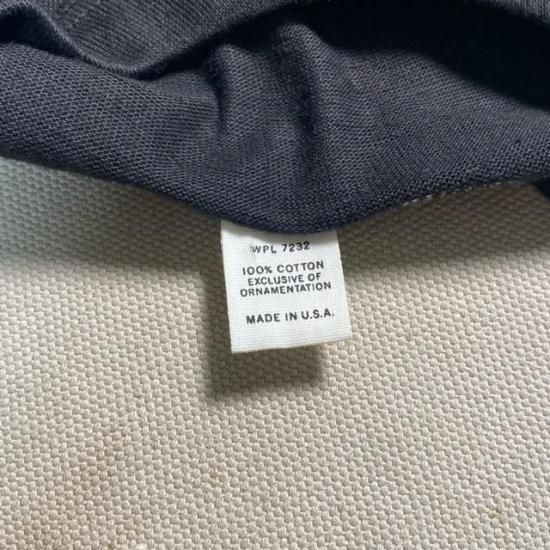 WPL 7232
100% COTTON
EXCLUSIVE OF
ORNAMENTATION
MADE IN U.S.A.